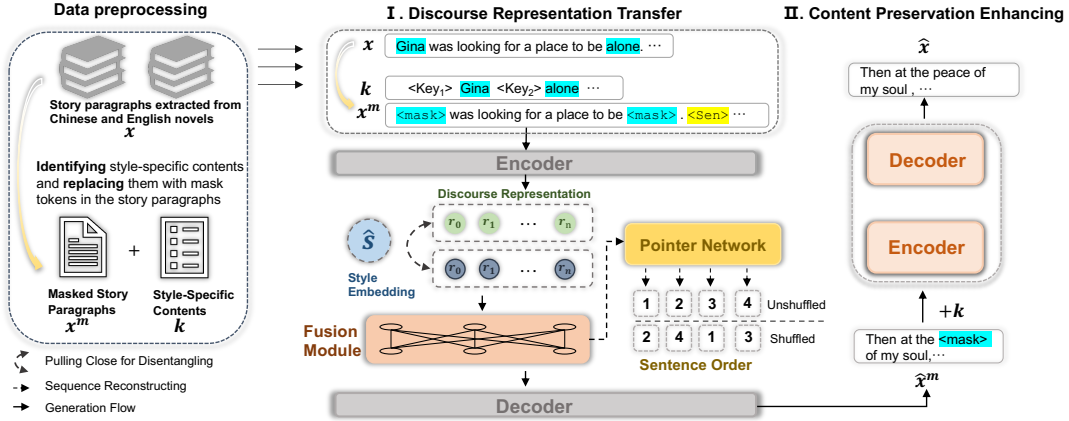 Data preprocessing
Story paragraphs extracted from
Chinese and English novels
x
Identifying style-specific contents
and replacing them with mask
tokens in the story paragraphs
+
Masked Story
Paragraphs
x^m
Style-Specific
Contents
k
Pulling Close for Disentangling
Sequence Reconstructing
Generation Flow
I. Discourse Representation Transfer
x Gina was looking for a place to be alone. ⋯
k <Key₁> Gina <Key₂> alone ⋯
x^m <mask> was looking for a place to be <mask> . <Sen> ⋯
Encoder
Discourse Representation
r₀ r₁ ⋯ rₙ
ŝ
Style
Embedding
r₀ r₁ ⋯ rₙ
Fusion
Module
Pointer Network
1 2 3 4 Unshuffled
2 4 1 3 Shuffled
Sentence Order
Decoder
II. Content Preservation Enhancing
x̂
Then at the peace of
my soul , ⋯
Decoder
Encoder
+k
Then at the <mask>
of my soul,⋯
x̂^m